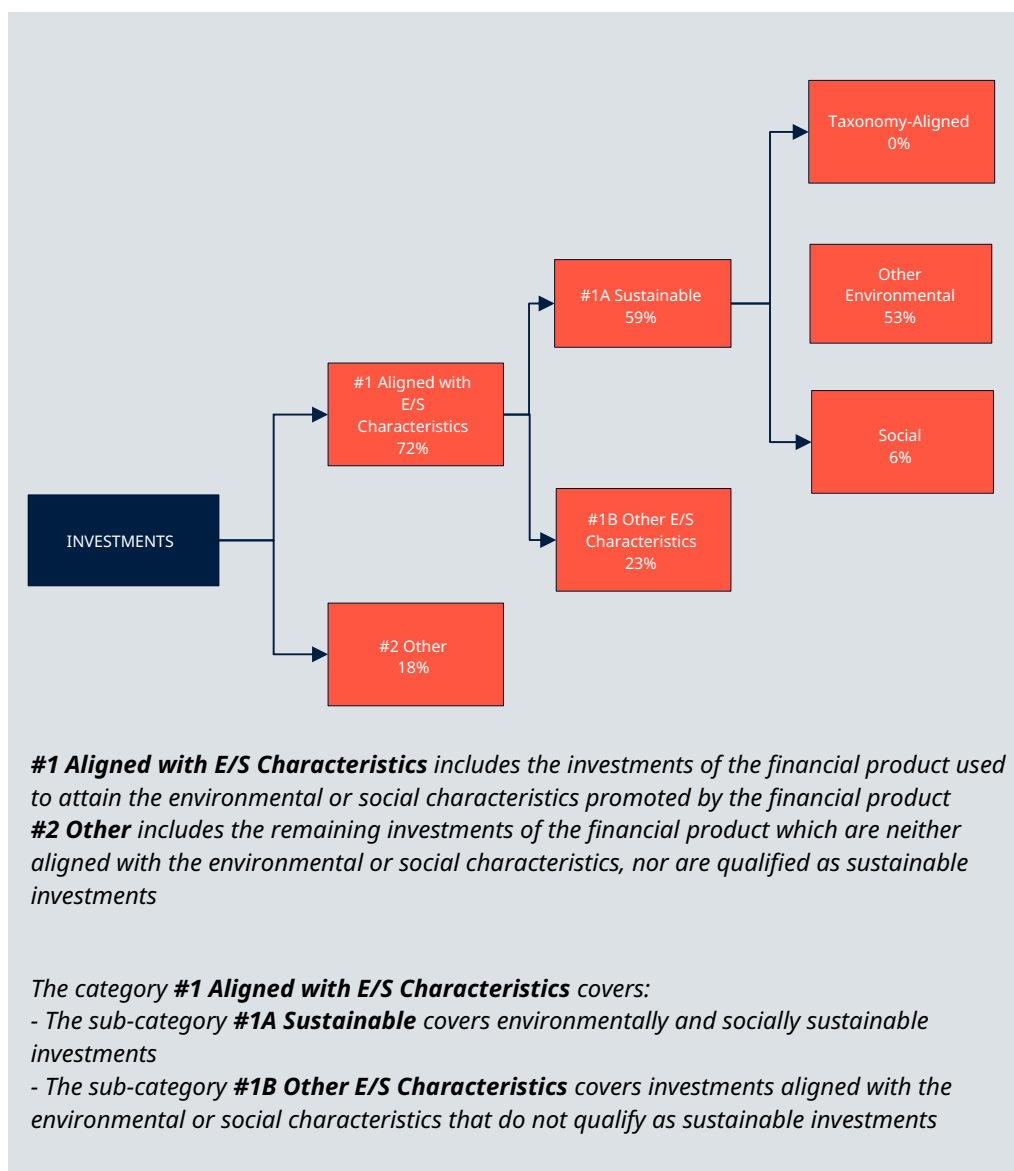 Taxonomy-Aligned
0%
Other
Environmental
53%
#1A Sustainable
59%
#1 Aligned with
E/S
Characteristics
72%
Social
6%
#1B Other E/S
Characteristics
23%
INVESTMENTS
#2 Other
18%
#1 Aligned with E/S Characteristics includes the investments of the financial product used
to attain the environmental or social characteristics promoted by the financial product
#2 Other includes the remaining investments of the financial product which are neither
aligned with the environmental or social characteristics, nor are qualified as sustainable
investments
The category #1 Aligned with E/S Characteristics covers:
- The sub-category #1A Sustainable covers environmentally and socially sustainable
investments
- The sub-category #1B Other E/S Characteristics covers investments aligned with the
environmental or social characteristics that do not qualify as sustainable investments